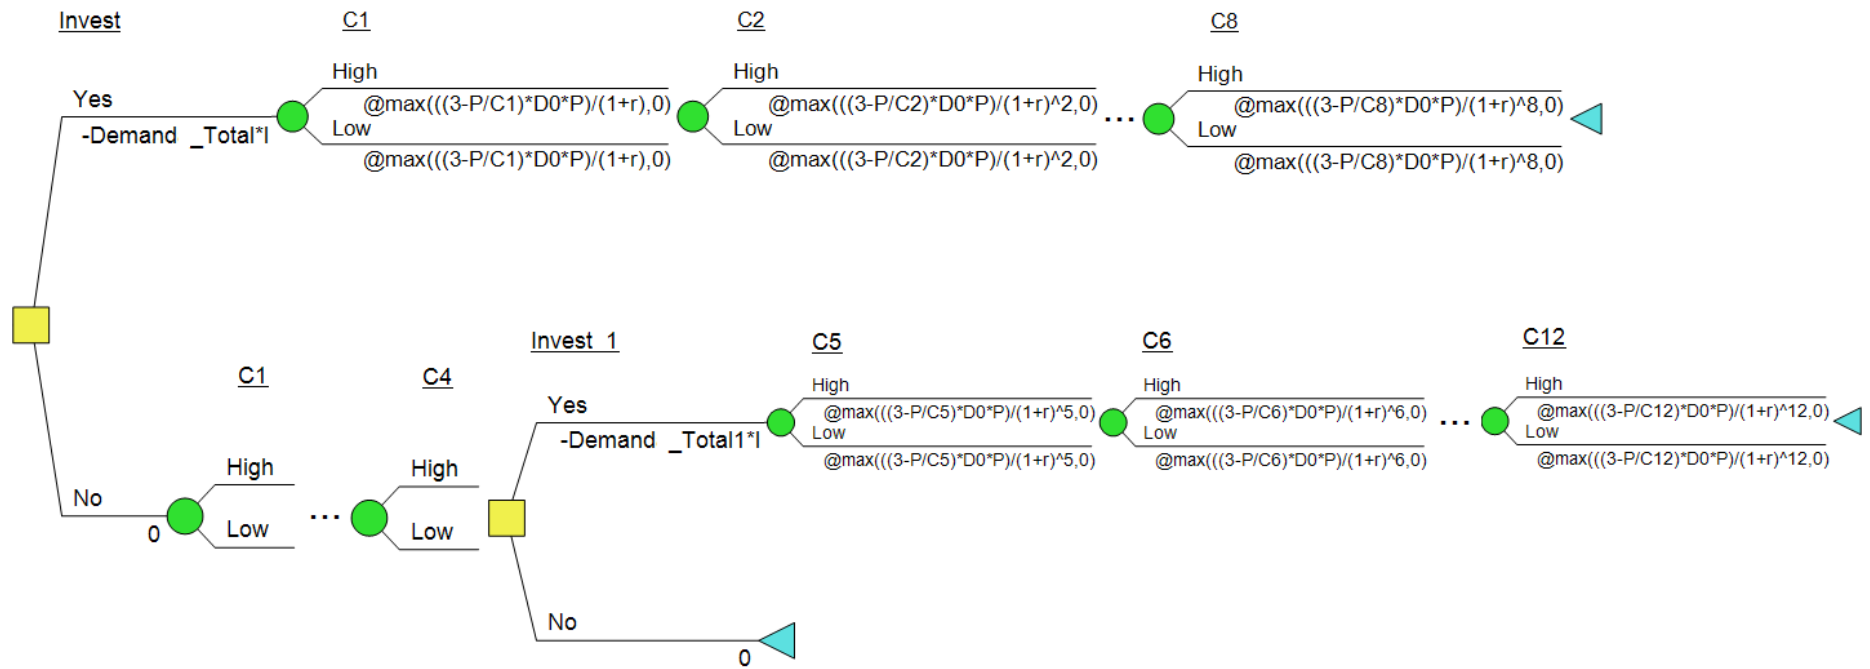 Invest C1 C2 C8
High High High
Yes @max(((3-P/C1)*D0*P)/(1+r),0) @max(((3-P/C2)*D0*P)/(1+r)^2,0) @max(((3-P/C8)*D0*P)/(1+r)^8,0)
-Demand _Total*I Low Low ... Low
@max(((3-P/C1)*D0*P)/(1+r),0) @max(((3-P/C2)*D0*P)/(1+r)^2,0) @max(((3-P/C8)*D0*P)/(1+r)^8,0)
Invest_1 C5 C6 C12
C1 C4
High High High
Yes @max(((3-P/C5)*D0*P)/(1+r)^5,0) @max(((3-P/C6)*D0*P)/(1+r)^6,0) ... @max(((3-P/C12)*D0*P)/(1+r)^12,0)
-Demand _Total1*I Low Low Low
@max(((3-P/C5)*D0*P)/(1+r)^5,0) @max(((3-P/C6)*D0*P)/(1+r)^6,0) @max(((3-P/C12)*D0*P)/(1+r)^12,0)
High High
No ...
0 Low Low
No
0